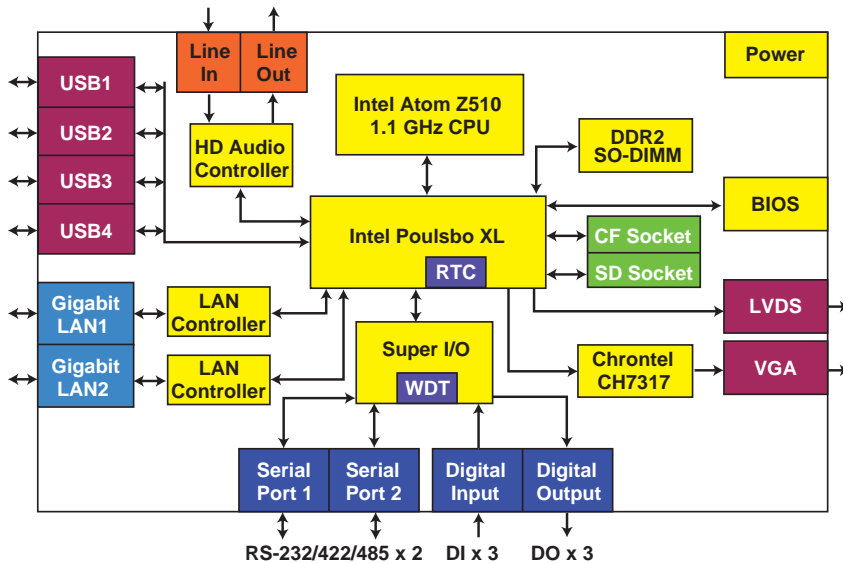 Line
In
Line
Out
Power
USB1
USB2
USB3
USB4
HD Audio
Controller
Intel Atom Z510
1.1 GHz CPU
DDR2
SO-DIMM
BIOS
Intel Poulsbo XL
RTC
CF Socket
SD Socket
Gigabit
LAN1
LAN
Controller
LVDS
Gigabit
LAN2
LAN
Controller
Super I/O
WDT
Chrontel
CH7317
VGA
Serial
Port 1
Serial
Port 2
Digital
Input
Digital
Output
RS-232/422/485 x 2
DI x 3
DO x 3